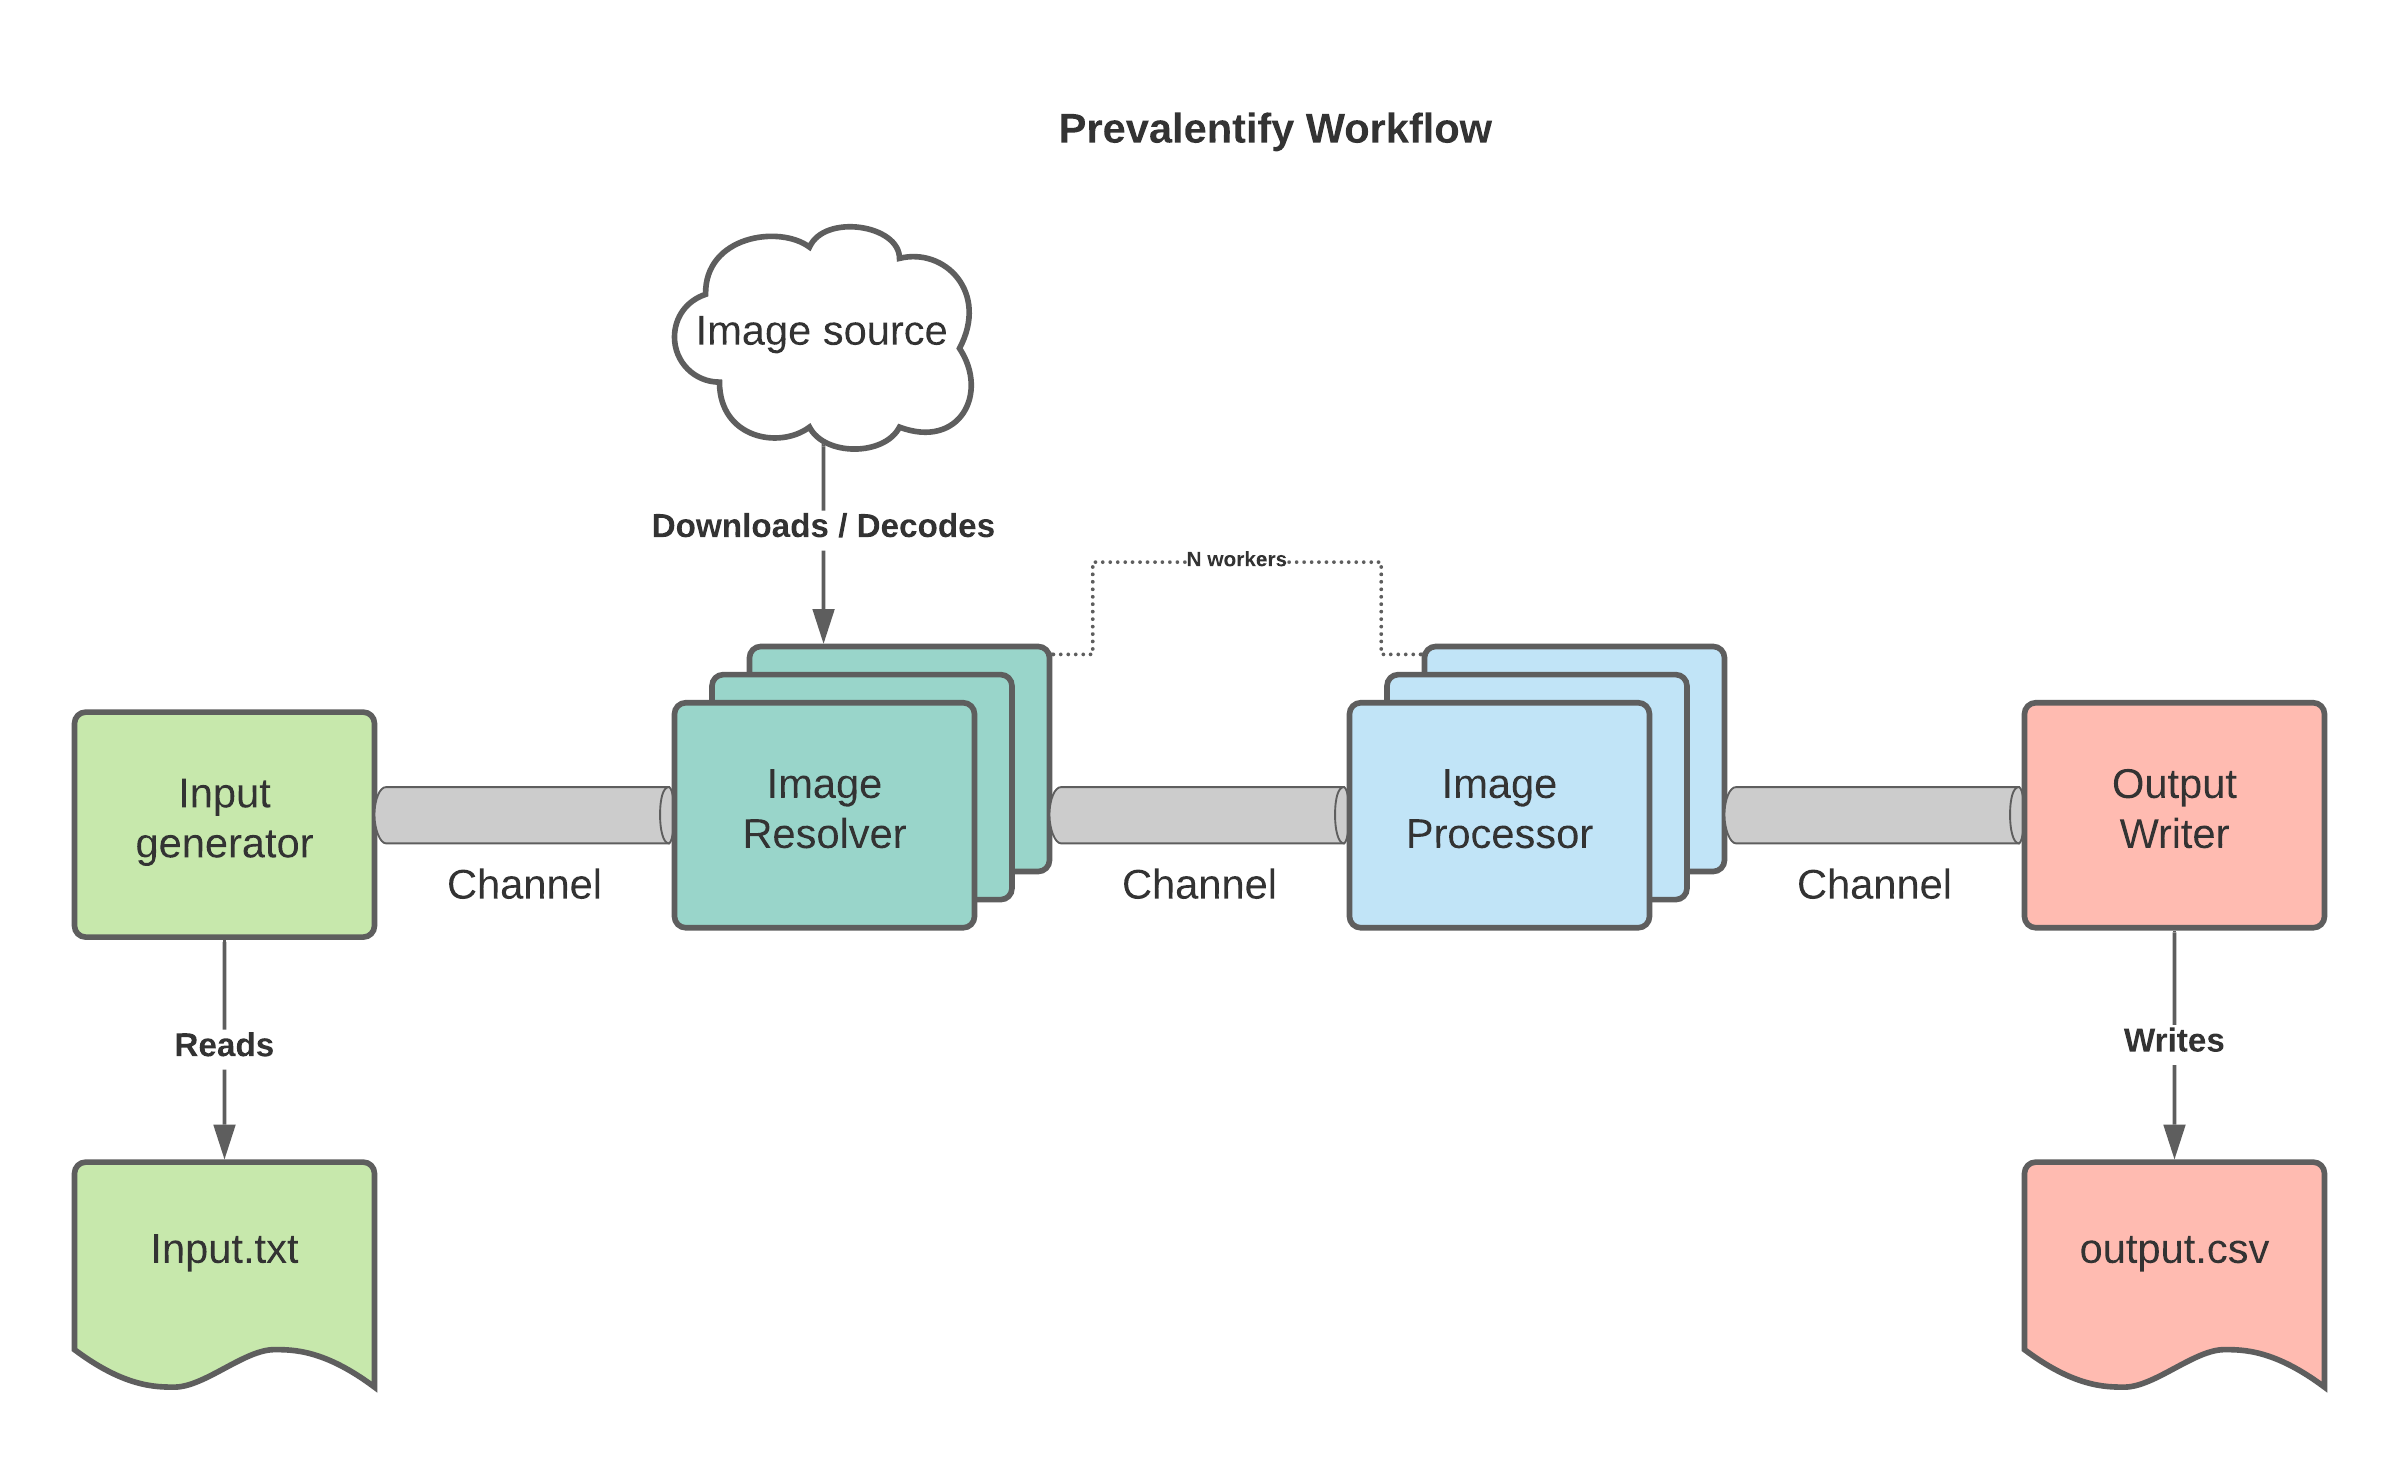 Prevalentify Workflow
Image source
Downloads / Decodes
N workers
Input
generator
Channel
Image
Resolver
Channel
Image
Processor
Channel
Output
Writer
Reads
Writes
Input.txt
output.csv